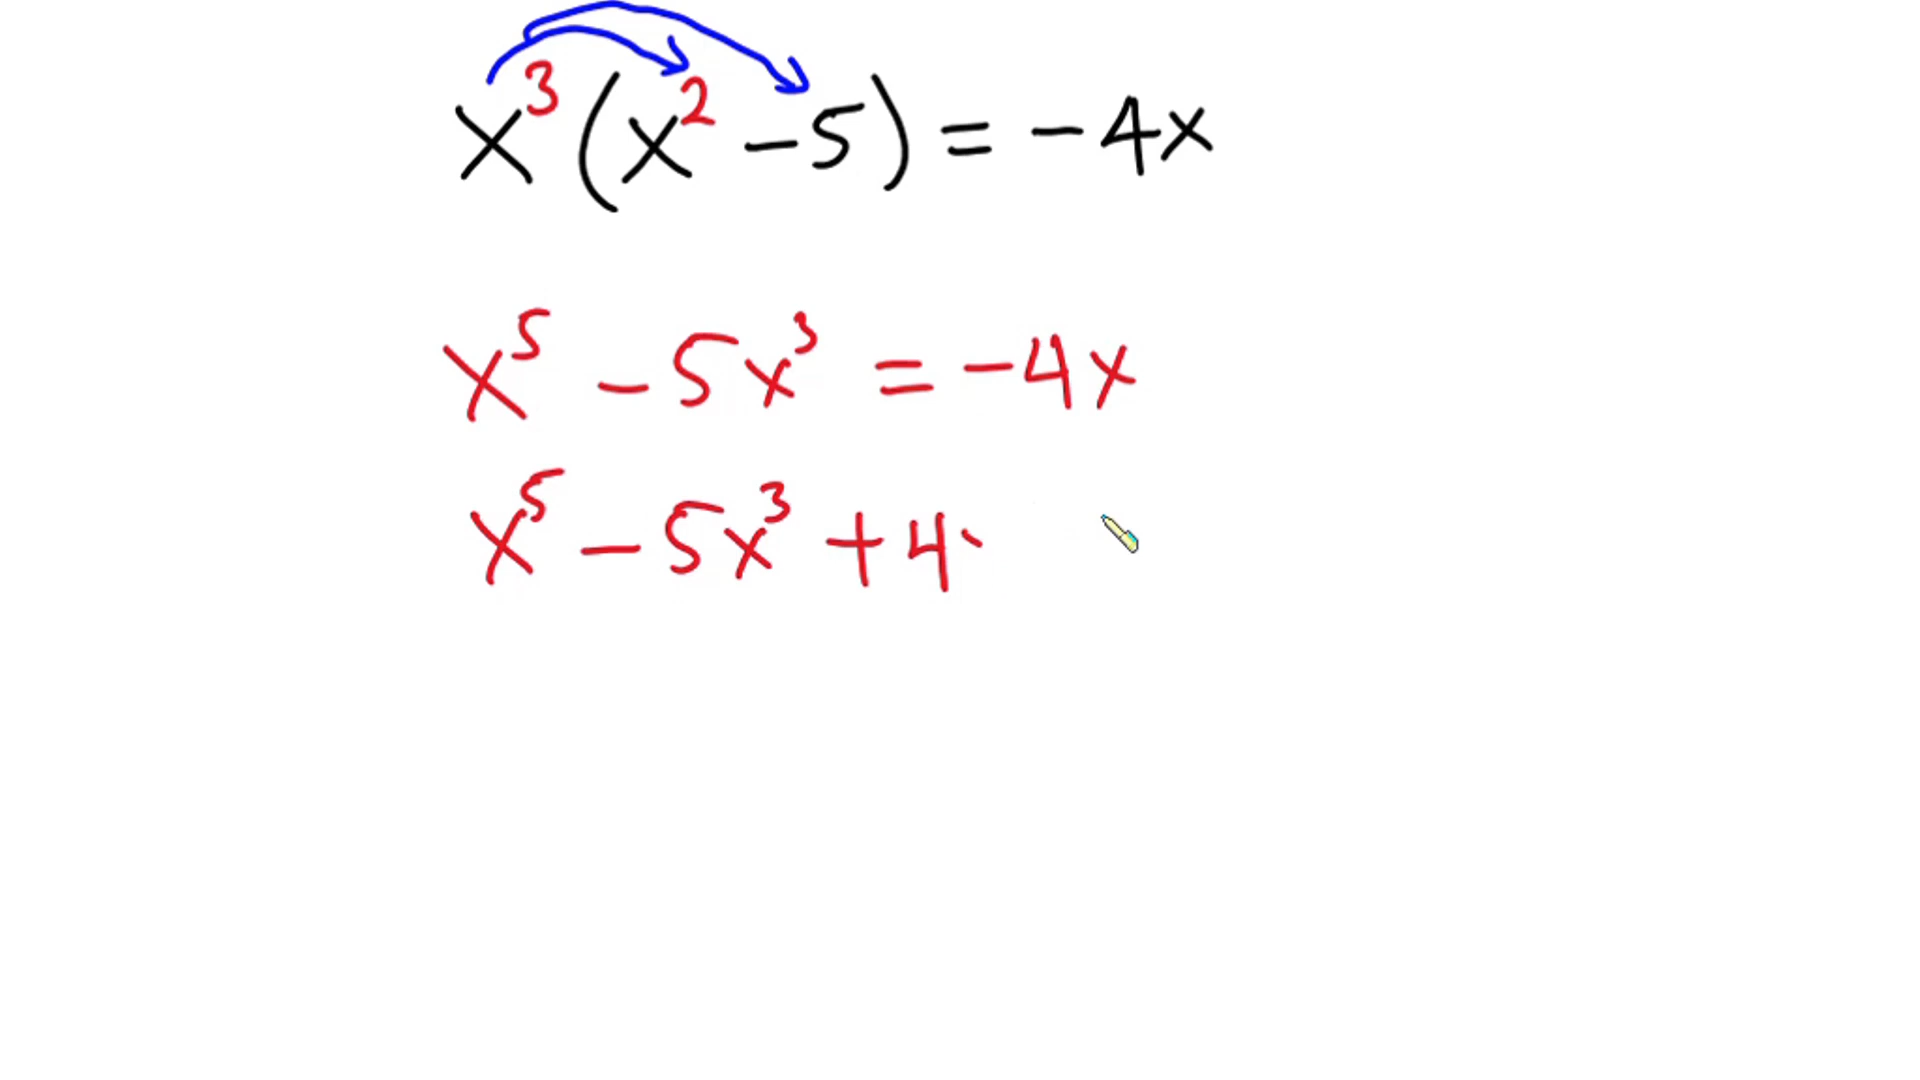 x³(x² - 5) = - 4x
x⁵ - 5x³ = - 4x
x⁵ - 5x³ + 4